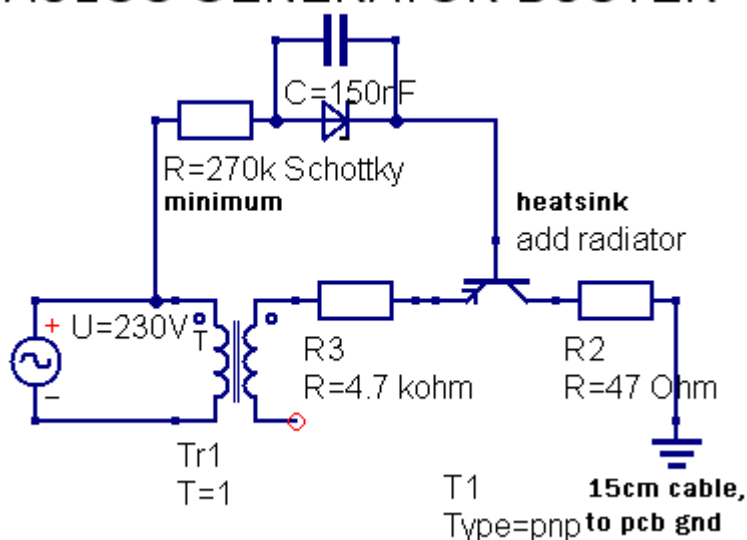 C=150nF
R=270k Schottky
minimum
heatsink
add radiator
+ U=230V
T
-
R3
R=4.7 kohm
R2
R=47 Ohm
Tr1
T=1
T1
Type=pnp
15cm cable,
to pcb gnd